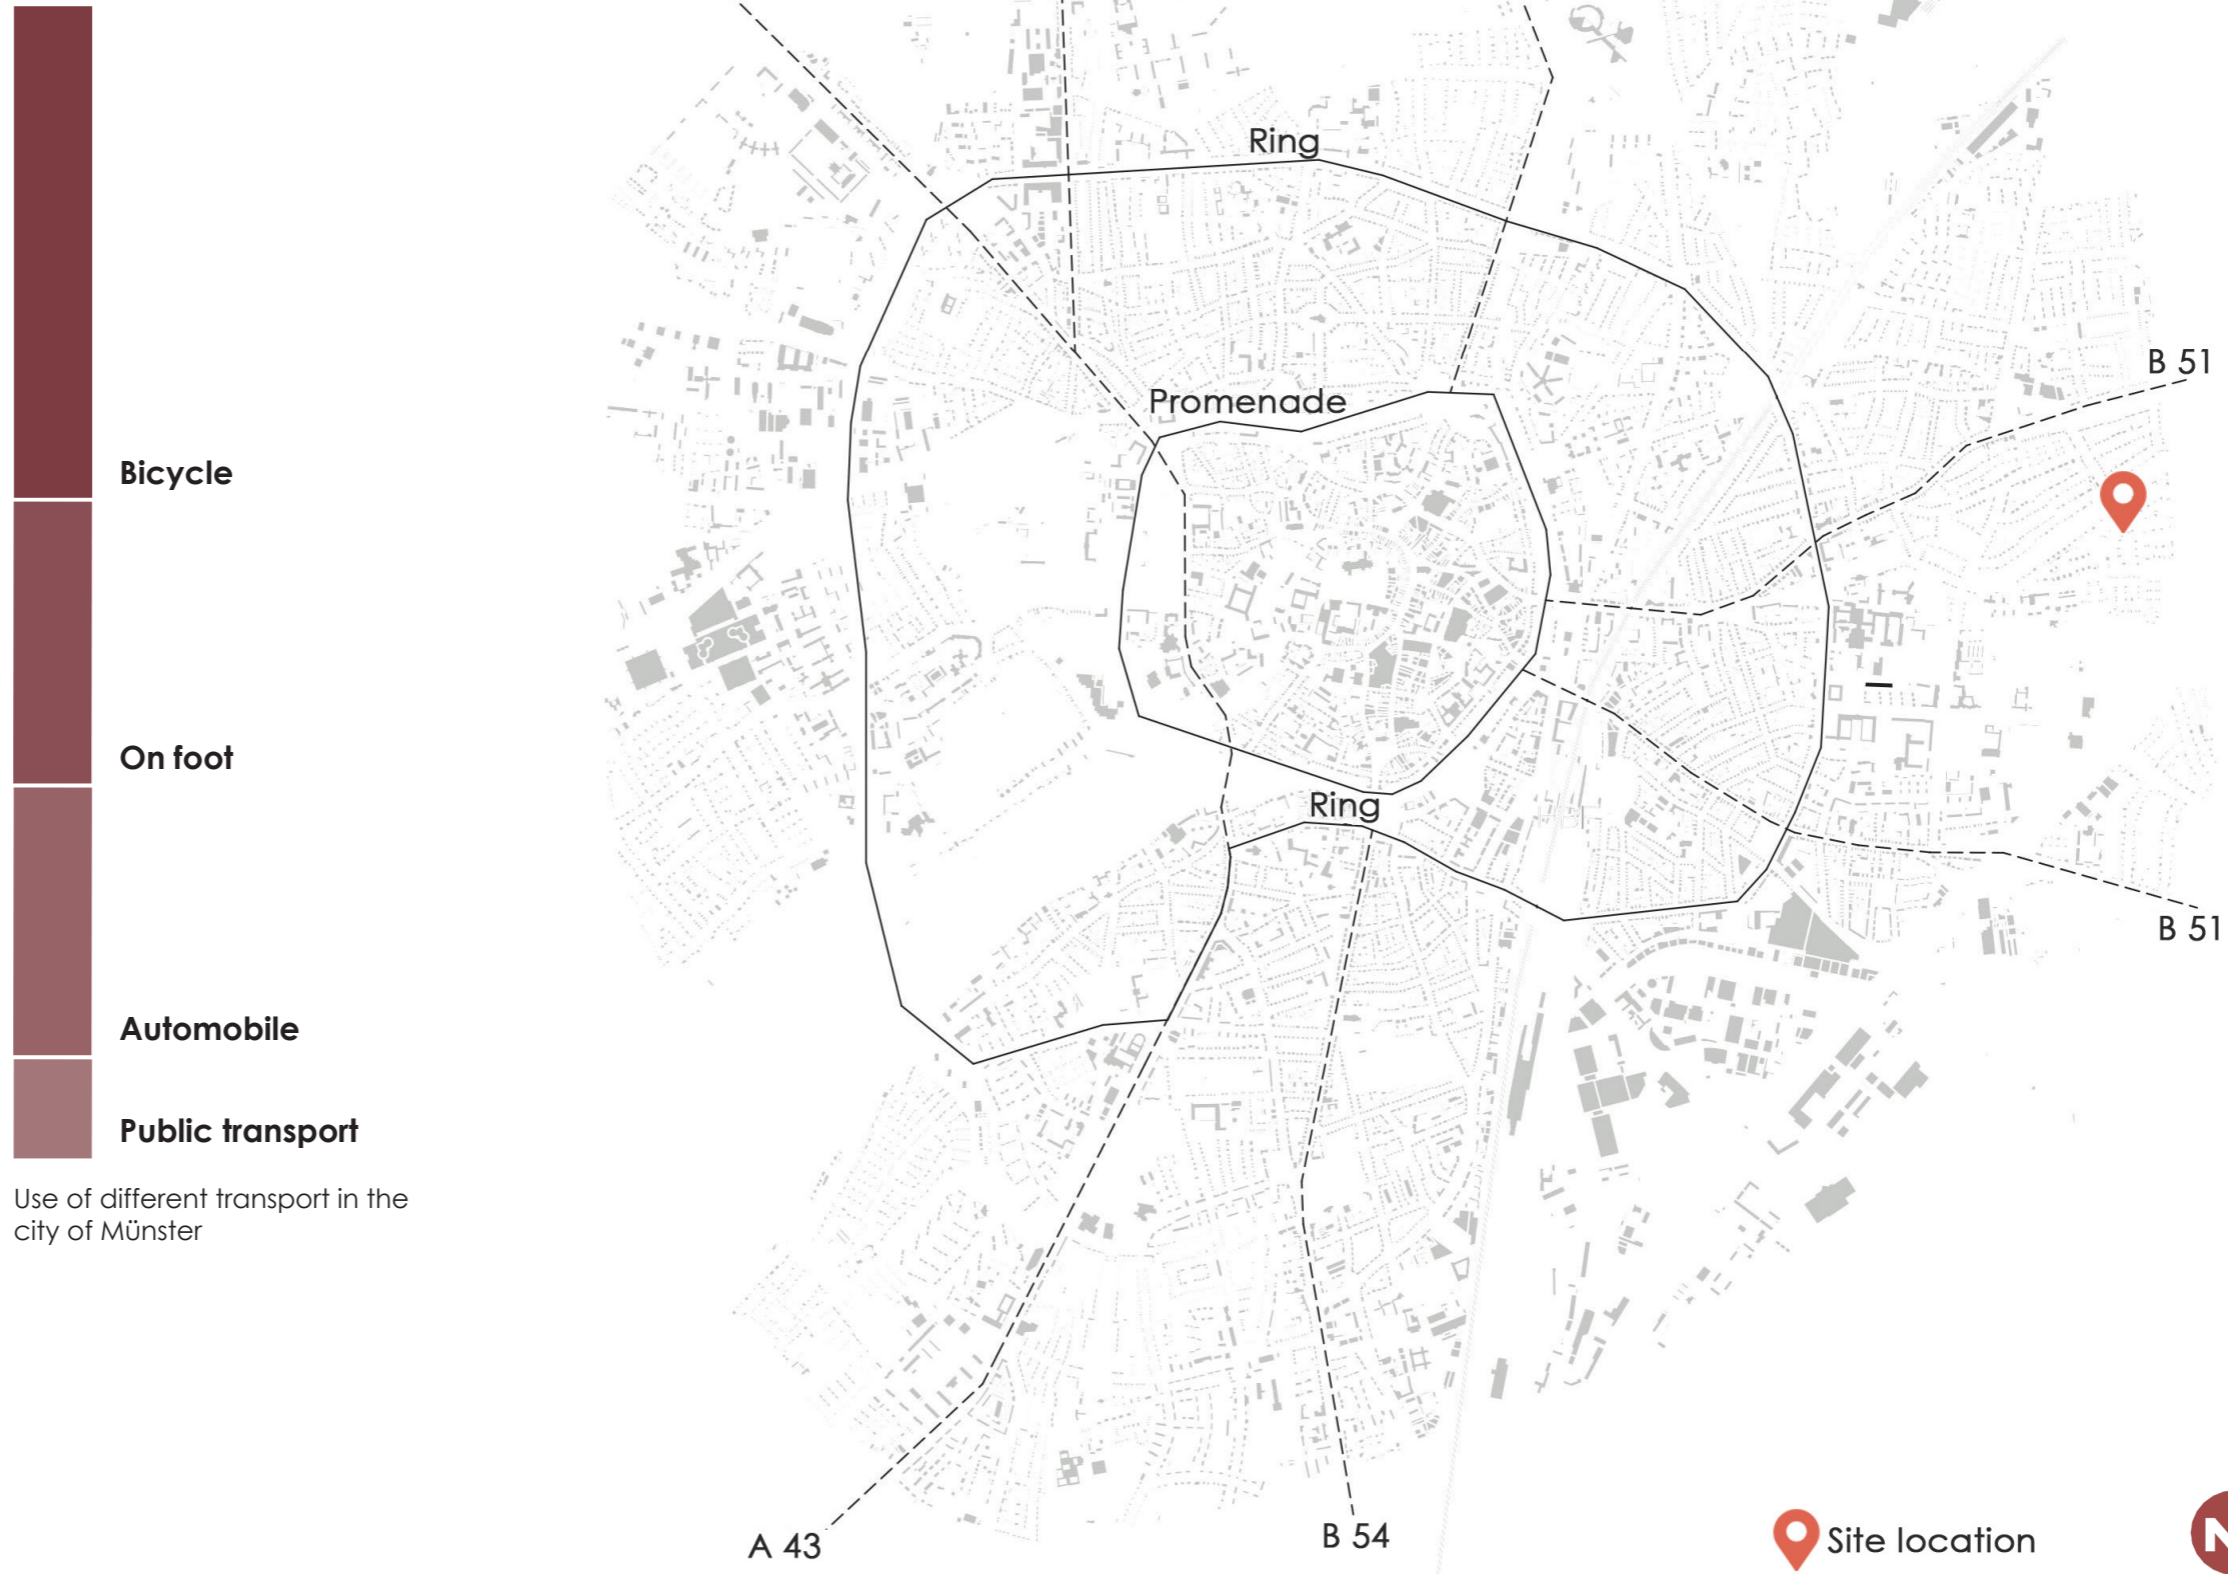 Bicycle
On foot
Automobile
Public transport
Use of different transport in the
city of Münster
Ring
Promenade
B 51
Ring
B 51
A 43
B 54
Site location
N